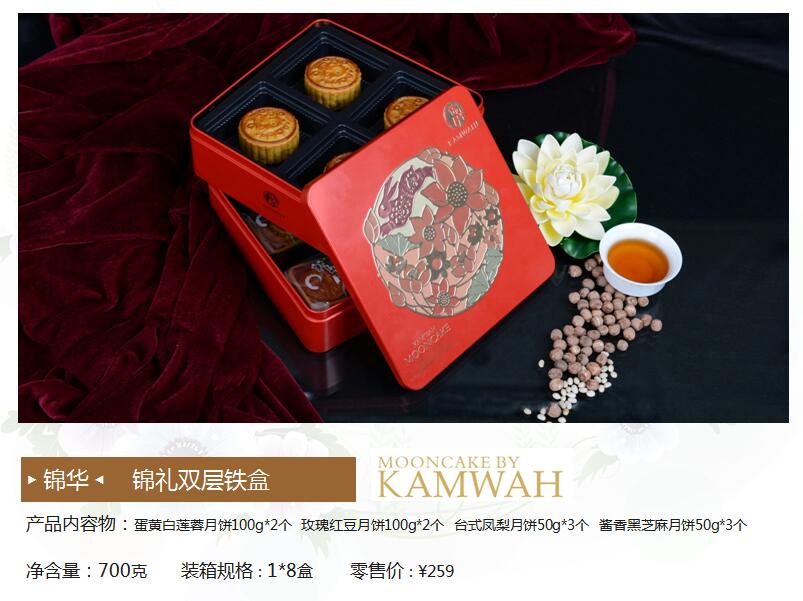 KAMWAH
KAMWAH
MOONCAKE
锦华 锦礼双层铁盒
MOONCAKE BY
KAMWAH
产品内容物：蛋黄白莲蓉月饼100g*2个 玫瑰红豆月饼100g*2个 台式凤梨月饼50g*3个 酱香黑芝麻月饼50g*3个
净含量：700克 装箱规格：1*8盒 零售价：¥259